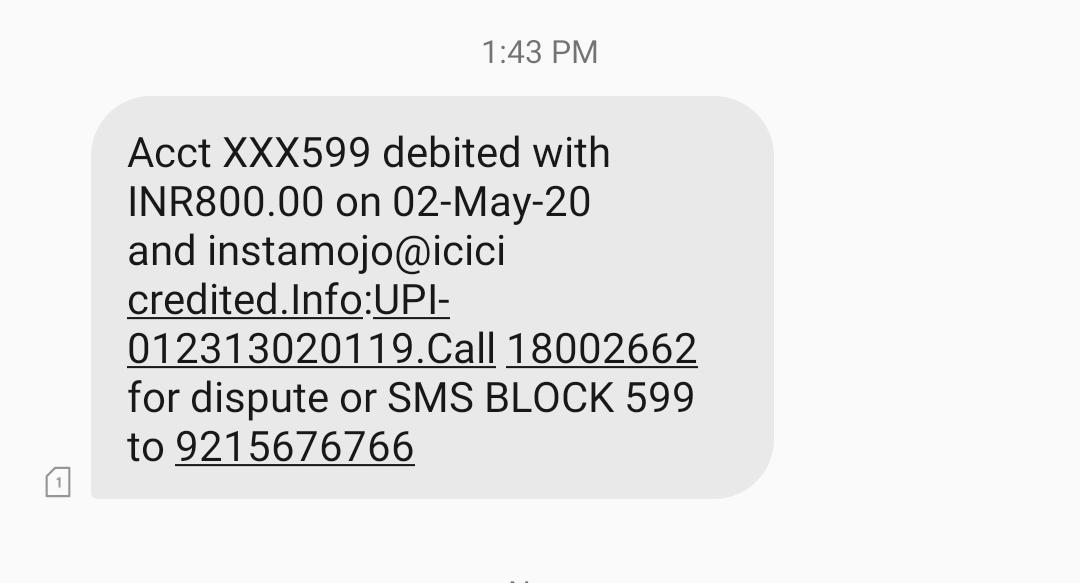 1:43 PM
Acct XXX599 debited with
INR800.00 on 02-May-20
and instamojo@icici
credited.Info:UPI-
012313020119.Call 18002662
for dispute or SMS BLOCK 599
to 9215676766
1